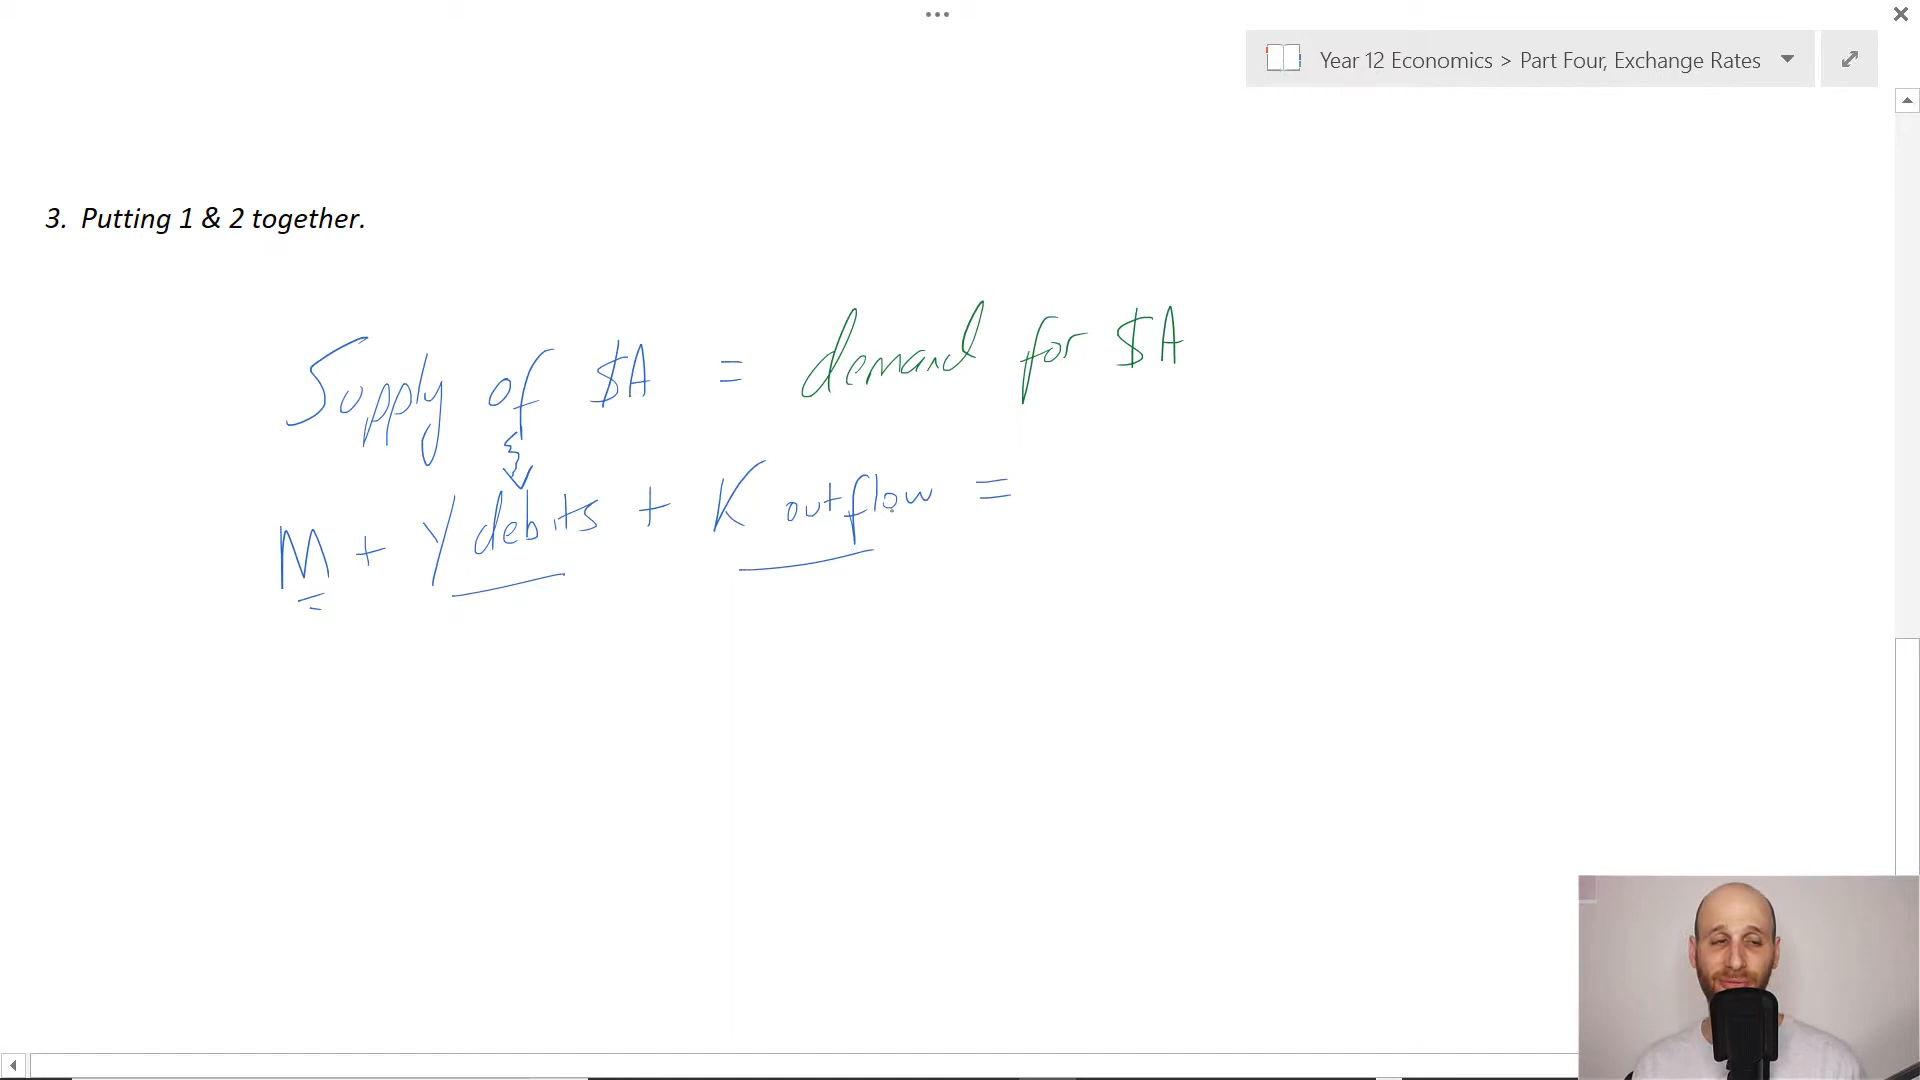 Year 12 Economics > Part Four, Exchange Rates
3. Putting 1 & 2 together.
Supply of $A = demand for $A
M + Y debits + K outflow =